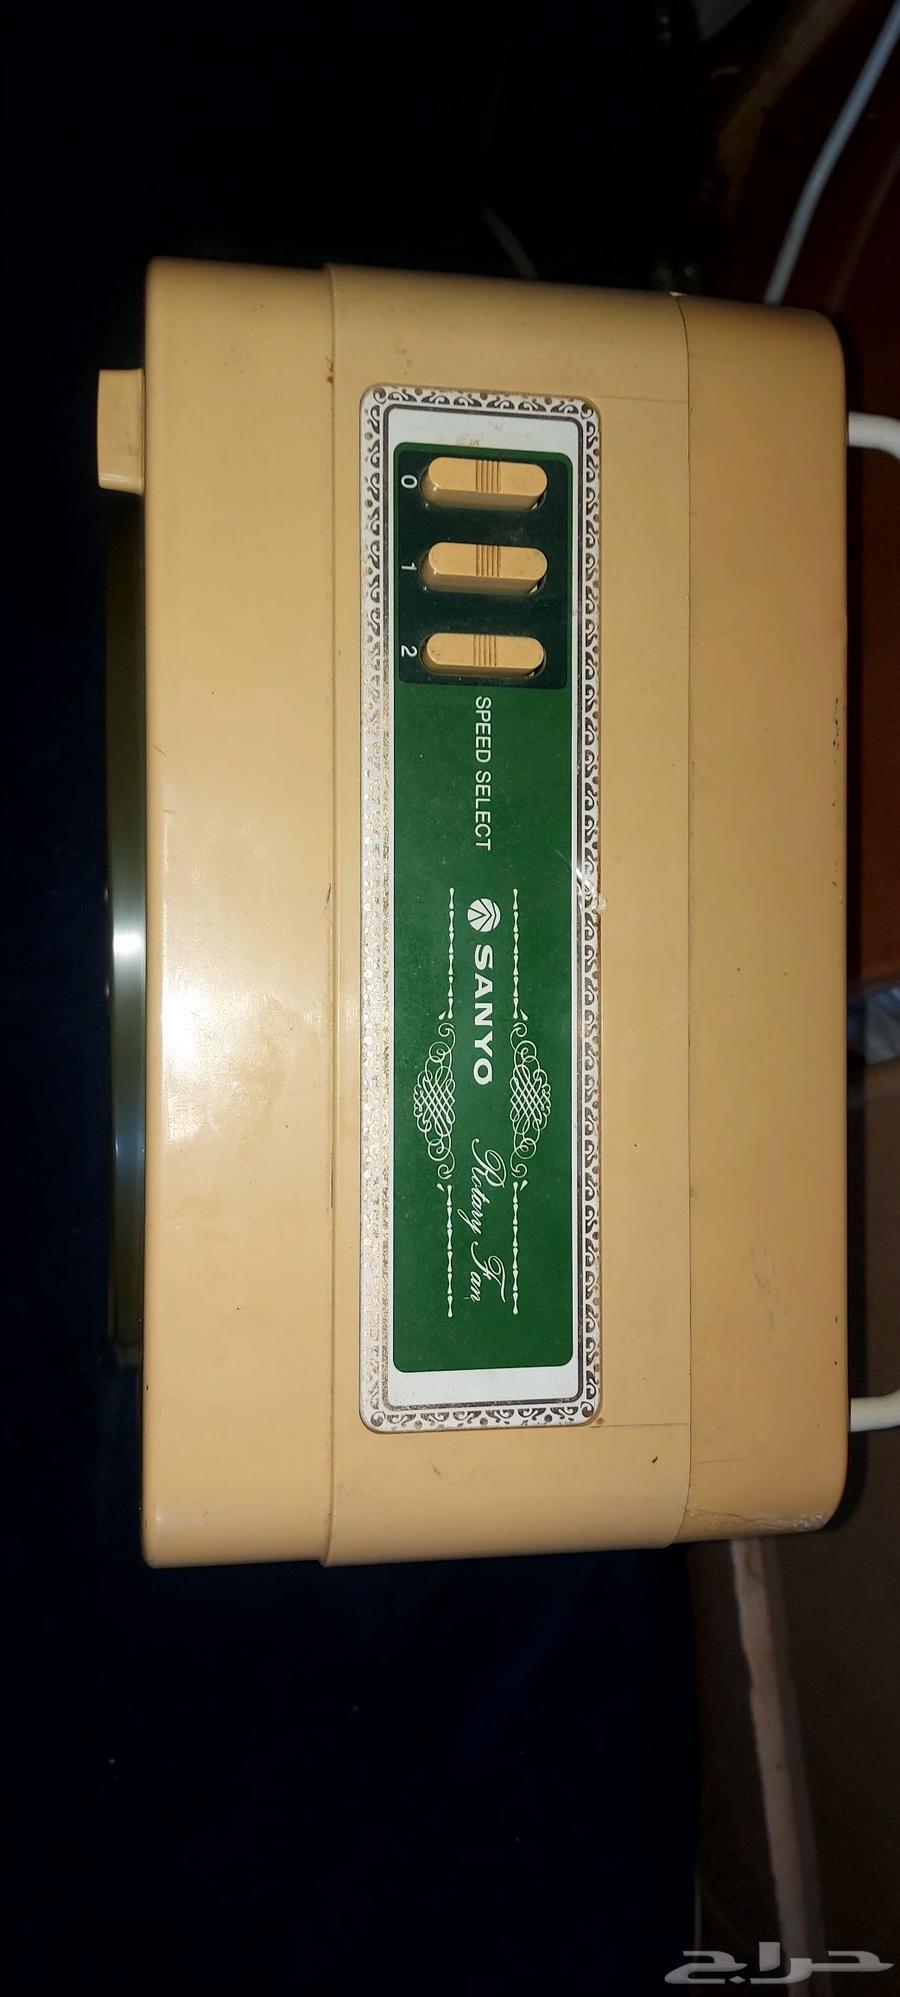 0 1 2
SPEED SELECT
SANYO Rotary Fan
حراج